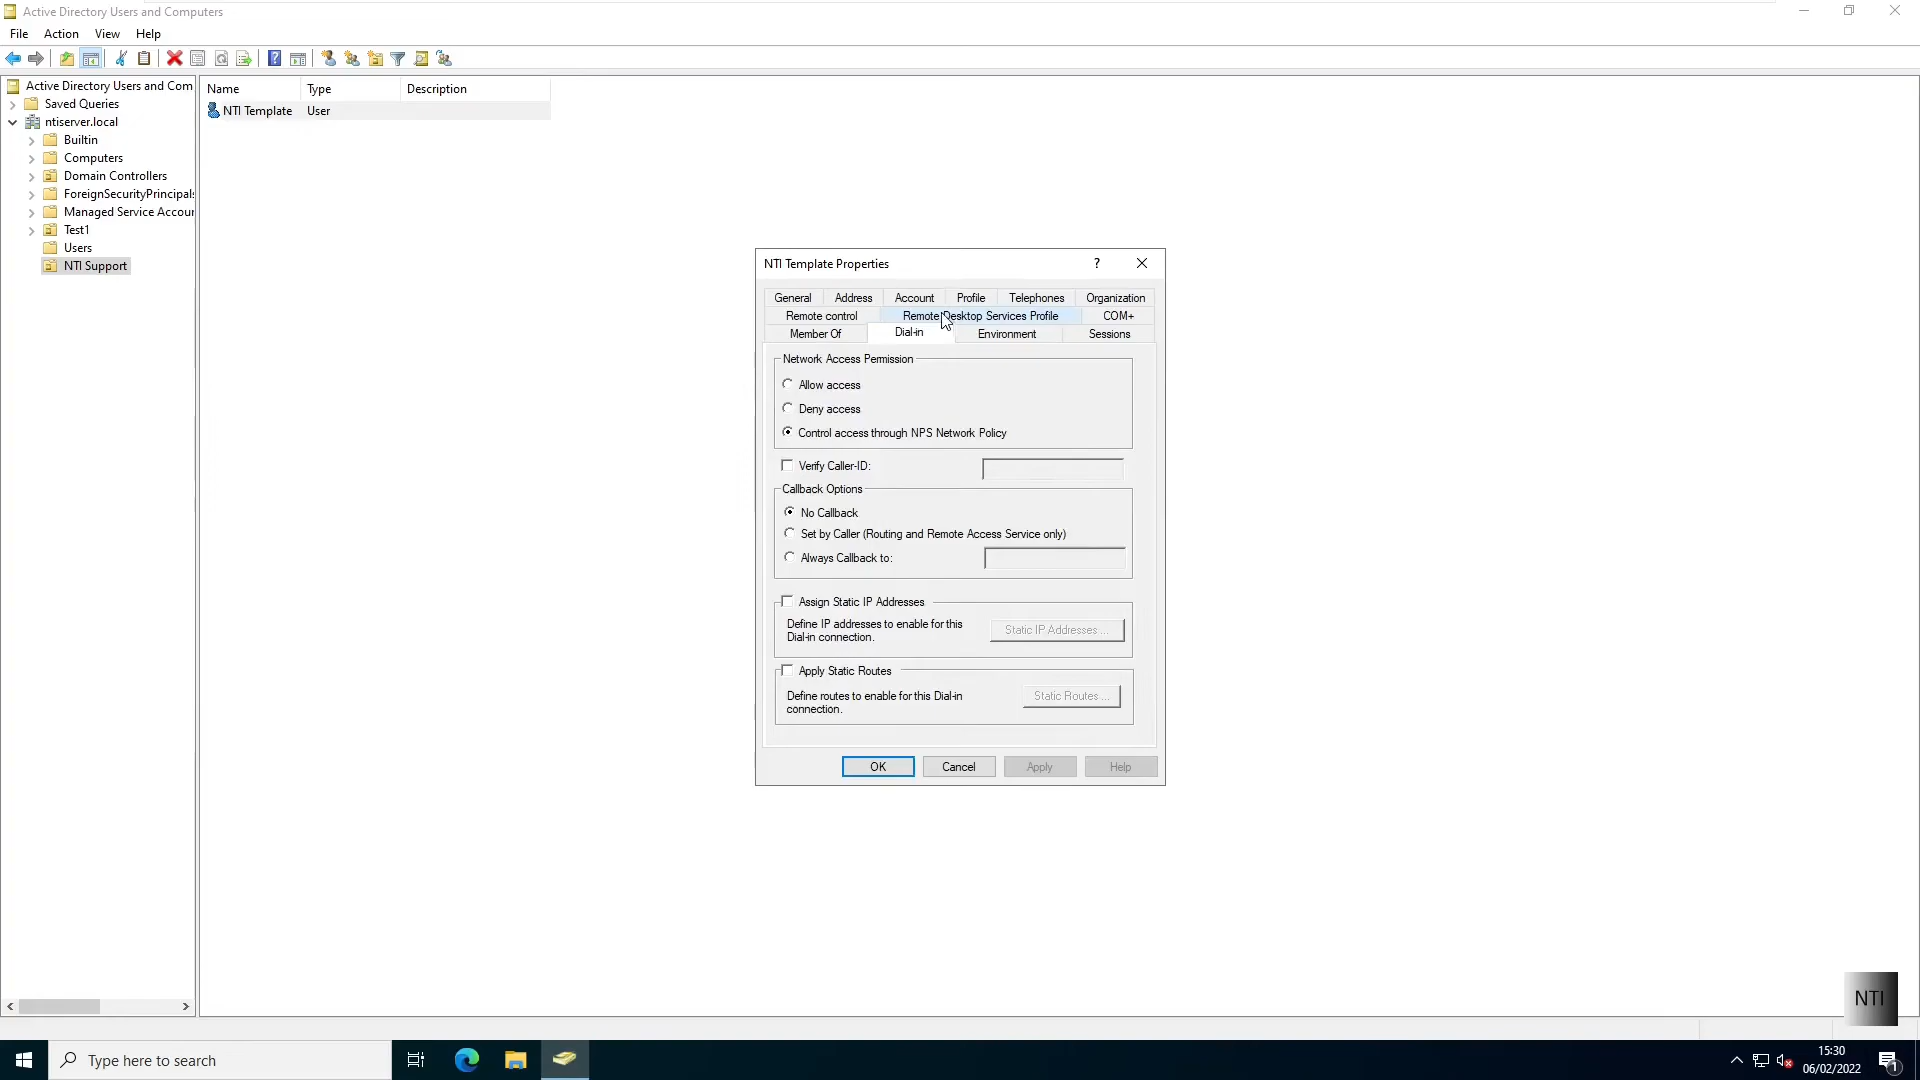 Active Directory Users and Computers
File Action View Help
Active Directory Users and Com
Saved Queries
ntiserver.local
Builtin
Computers
Domain Controllers
ForeignSecurityPrincipals
Managed Service Accour
Test1
Users
NTI Support
Name Type Description
NTI Template User
NTI Template Properties
General Address Account Profile Telephones Organization
Remote control Remote Desktop Services Profile COM+
Member Of Dial-in Environment Sessions
Network Access Permission
Allow access
Deny access
Control access through NPS Network Policy
Verify Caller-ID:
Callback Options
No Callback
Set by Caller (Routing and Remote Access Service only)
Always Callback to:
Assign Static IP Addresses
Define IP addresses to enable for this
Dial-in connection.
Static IP Addresses ...
Apply Static Routes
Define routes to enable for this Dial-in
connection.
Static Routes ...
OK Cancel Apply Help
NTI
Type here to search
15:30
06/02/2022
1